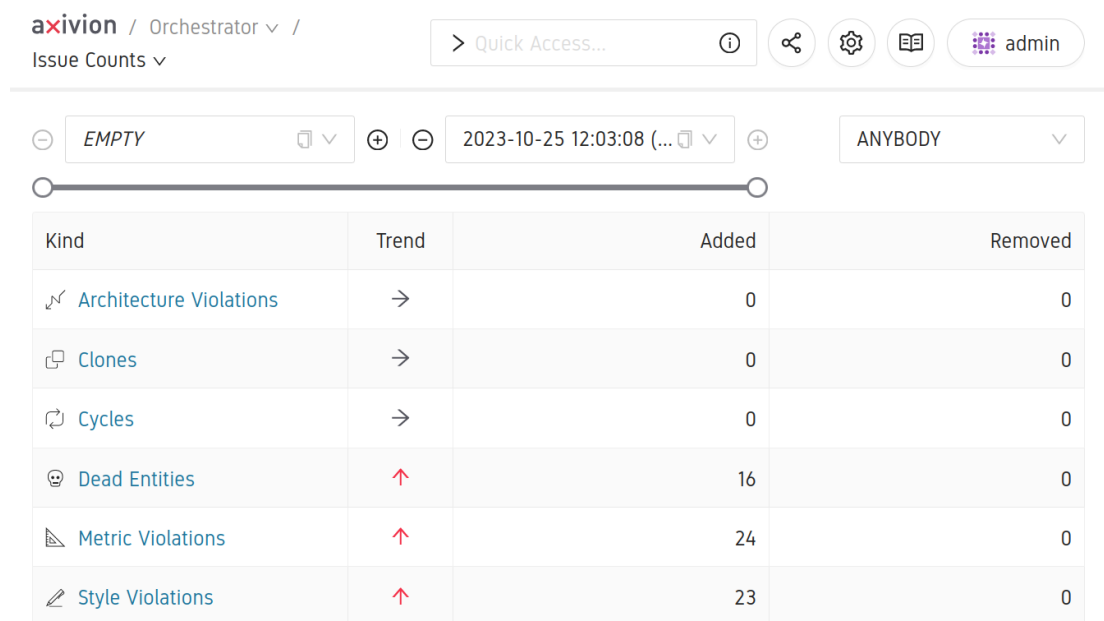 axivion / Orchestrator /
Issue Counts
Quick Access...
admin
EMPTY
2023-10-25 12:03:08 (...
ANYBODY
Kind Trend Added Removed
Architecture Violations 0 0
Clones 0 0
Cycles 0 0
Dead Entities 16 0
Metric Violations 24 0
Style Violations 23 0